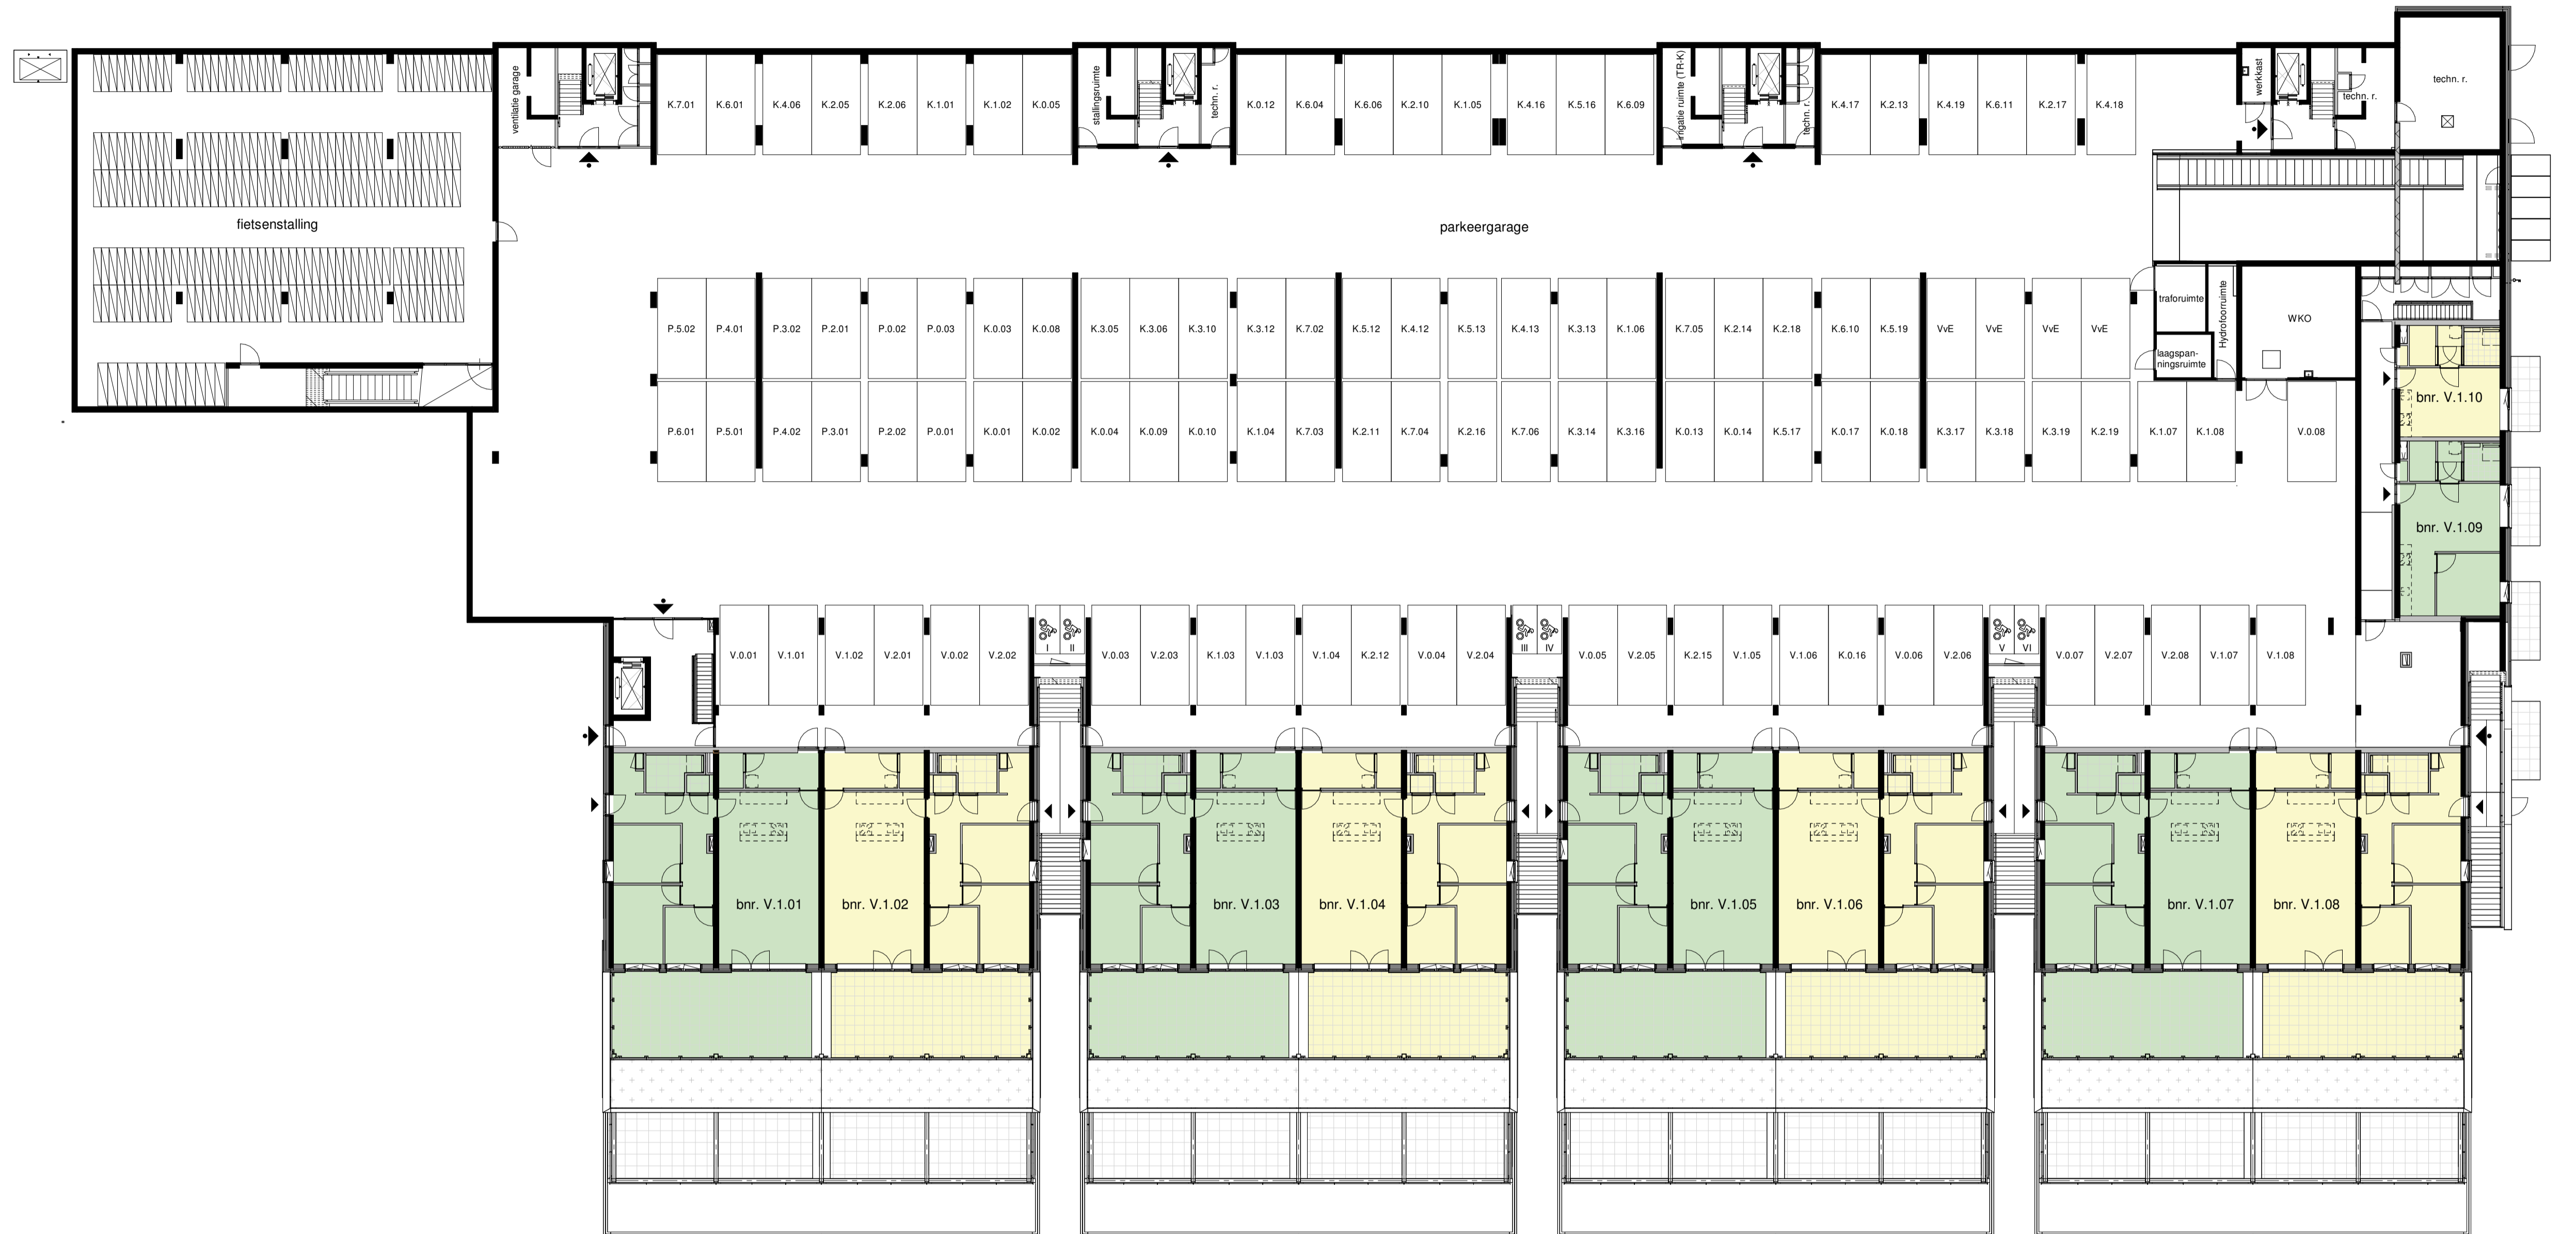 ventilatie garage
K.7.01 K.6.01 K.4.06 K.2.05 K.2.06 K.1.01 K.1.02 K.0.05
stallingsruimte
techn. r.
K.0.12 K.6.04 K.6.06 K.2.10 K.1.05 K.4.16 K.5.16 K.6.09
irrigatie ruimte (TR-K)
techn. r.
K.4.17 K.2.13 K.4.19 K.6.11 K.2.17 K.4.18
werkkast
techn. r.
techn. r.
fietsenstalling
parkeergarage
P.5.02 P.4.01 P.3.02 P.2.01 P.0.02 P.0.03 K.0.03 K.0.08 K.3.05 K.3.06 K.3.10 K.3.12 K.7.02 K.5.12 K.4.12 K.5.13 K.4.13 K.3.13 K.1.06 K.7.05 K.2.14 K.2.18 K.6.10 K.5.19 VvE VvE VvE VvE
traforuimte
Hydrofoorruimte
WKO
laagspan-
ningsruimte
P.6.01 P.5.01 P.4.02 P.3.01 P.2.02 P.0.01 K.0.01 K.0.02 K.0.04 K.0.09 K.0.10 K.1.04 K.7.03 K.2.11 K.7.04 K.2.16 K.7.06 K.3.14 K.3.16 K.0.13 K.0.14 K.5.17 K.0.17 K.0.18 K.3.17 K.3.18 K.3.19 K.2.19 K.1.07 K.1.08 V.0.08
bnr. V.1.10
bnr. V.1.09
V.0.01 V.1.01 V.1.02 V.2.01 V.0.02 V.2.02 I II V.0.03 V.2.03 K.1.03 V.1.03 V.1.04 K.2.12 V.0.04 V.2.04 III IV V.0.05 V.2.05 K.2.15 V.1.05 V.1.06 K.0.16 V.0.06 V.2.06 V VI V.0.07 V.2.07 V.2.08 V.1.07 V.1.08
bnr. V.1.01 bnr. V.1.02 bnr. V.1.03 bnr. V.1.04 bnr. V.1.05 bnr. V.1.06 bnr. V.1.07 bnr. V.1.08